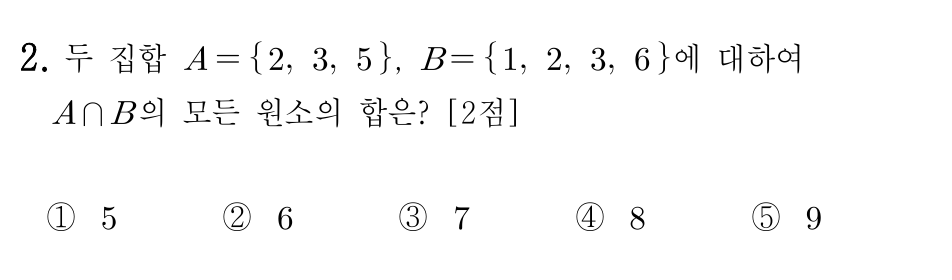 2. 두 집합 A={2, 3, 5}, B={1, 2, 3, 6}에 대하여
A∩B의 모든 원소의 합은? [2점]
① 5 ② 6 ③ 7 ④ 8 ⑤ 9